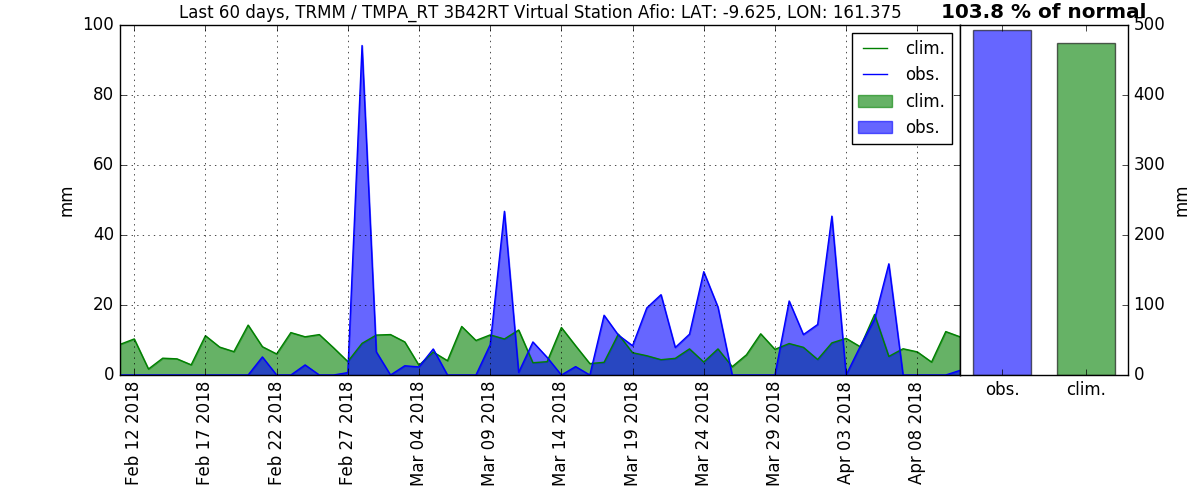 Last 60 days, TRMM / TMPA_RT 3B42RT Virtual Station Afio: LAT: -9.625, LON: 161.375
103.8 % of normal
100
80
60
40
20
0
mm
clim.
obs.
clim.
obs.
500
400
300
200
100
0
mm
obs.
clim.
Feb 12 2018
Feb 17 2018
Feb 22 2018
Feb 27 2018
Mar 04 2018
Mar 09 2018
Mar 14 2018
Mar 19 2018
Mar 24 2018
Mar 29 2018
Apr 03 2018
Apr 08 2018